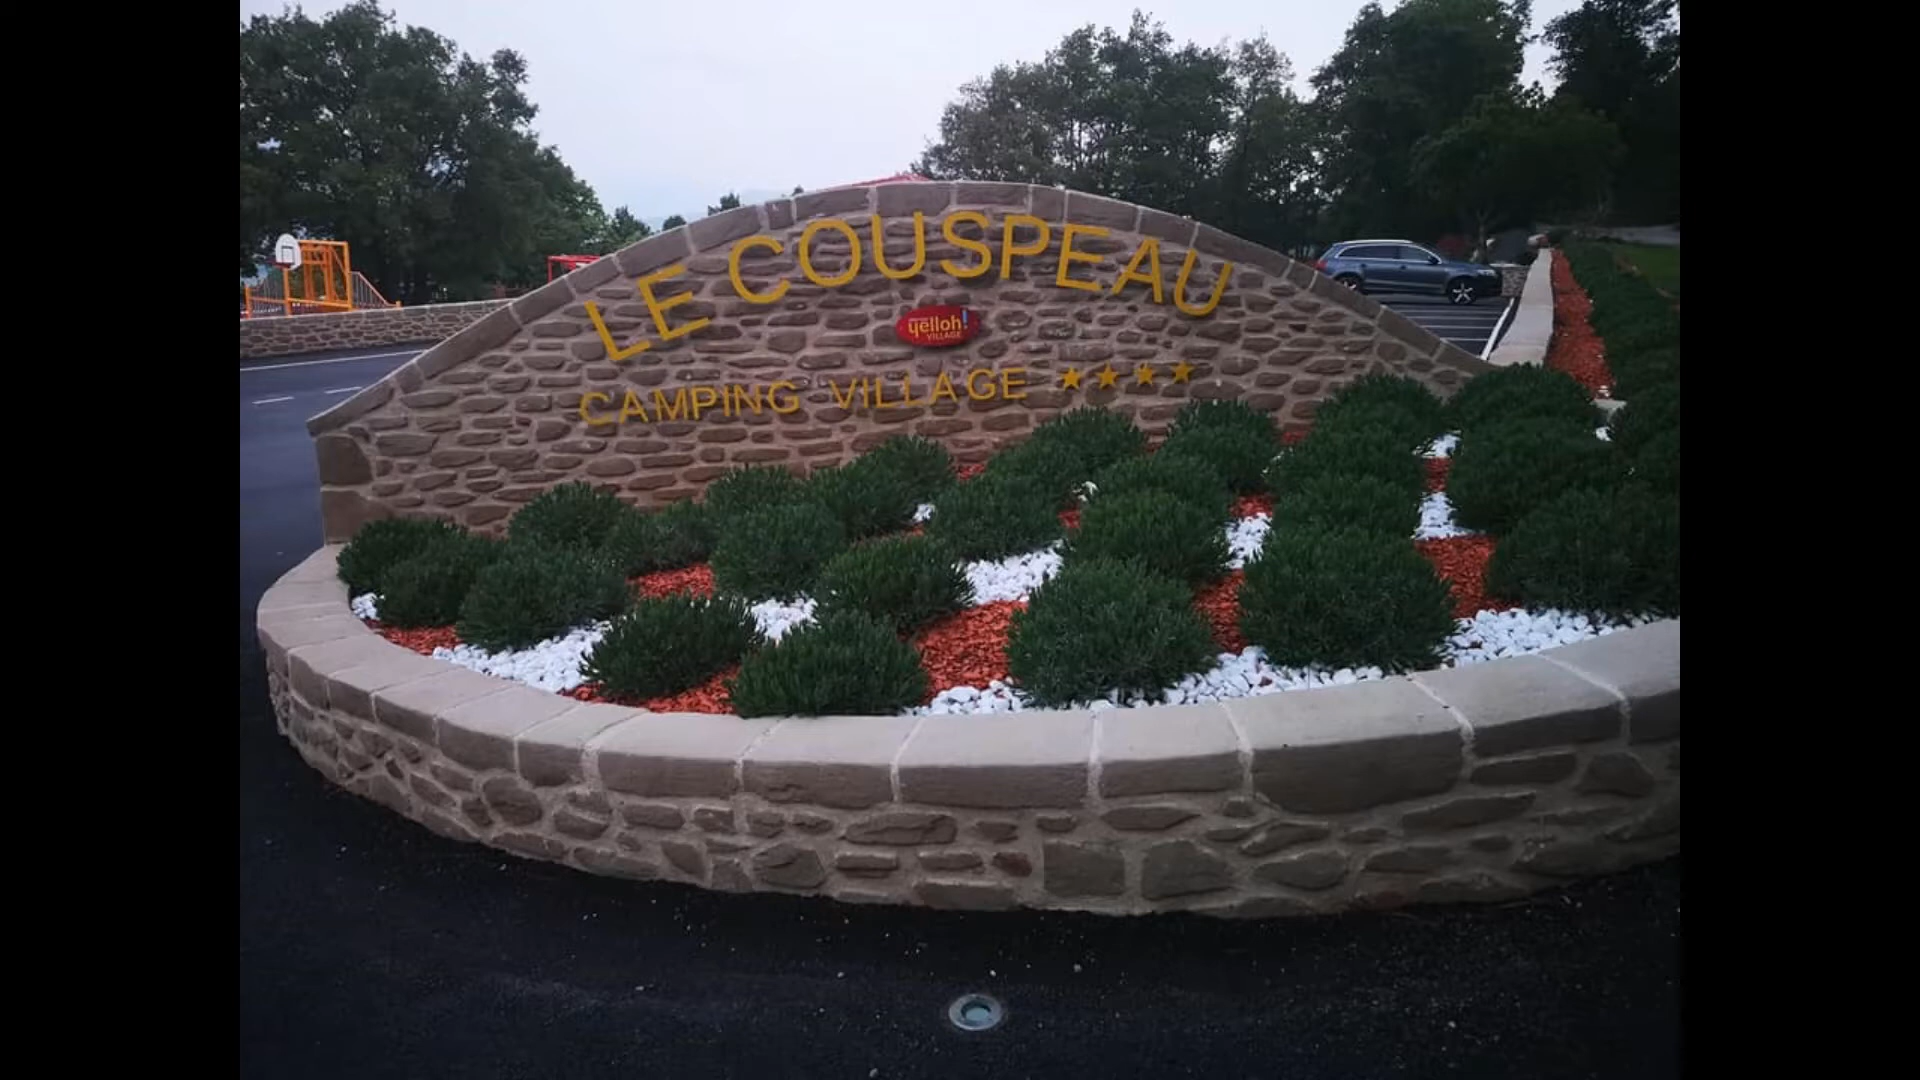 LE COUSPEAU
yelloh!
VILLAGE
CAMPING VILLAGE ★★★★